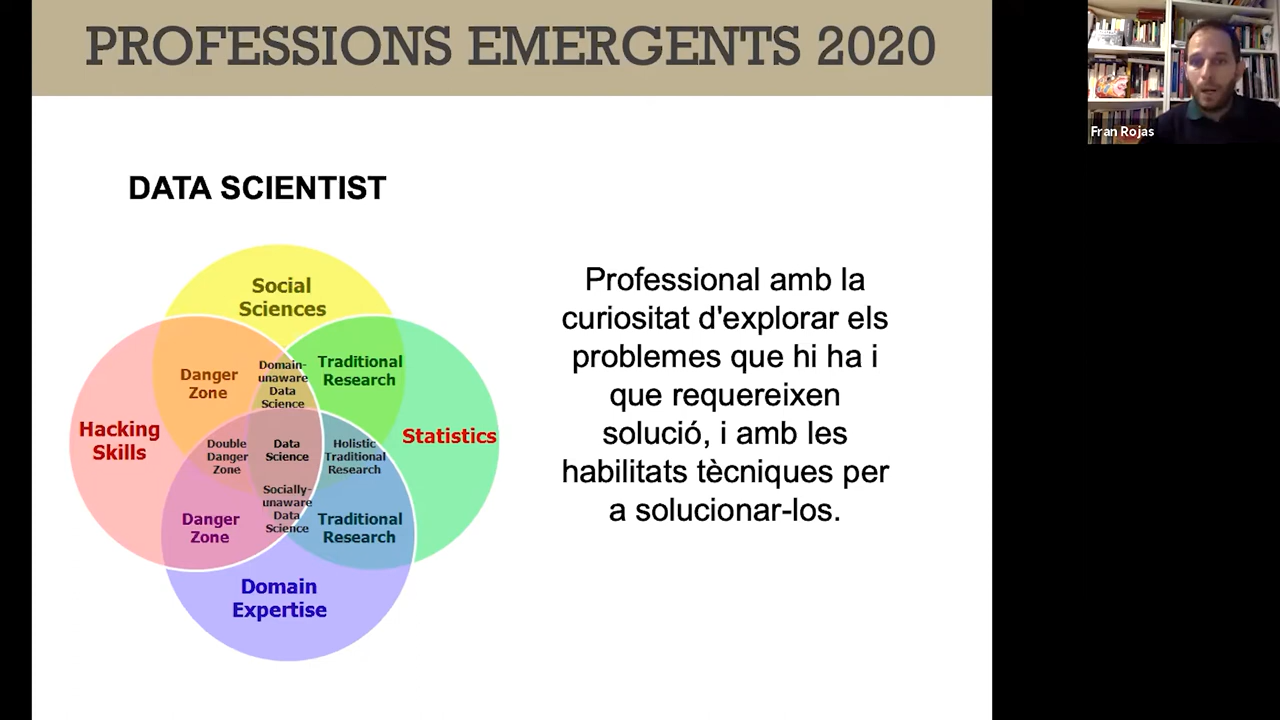 PROFESSIONS EMERGENTS 2020
Fran Rojas
DATA SCIENTIST
Social
Sciences
Danger
Zone
Domain-
unaware
Data
Science
Traditional
Research
Hacking
Skills
Double
Danger
Zone
Data
Science
Holistic
Traditional
Research
Statistics
Socially-
unaware
Data
Science
Danger
Zone
Traditional
Research
Domain
Expertise
Professional amb la
curiositat d'explorar els
problemes que hi ha i
que requereixen
solució, i amb les
habilitats tècniques per
a solucionar-los.